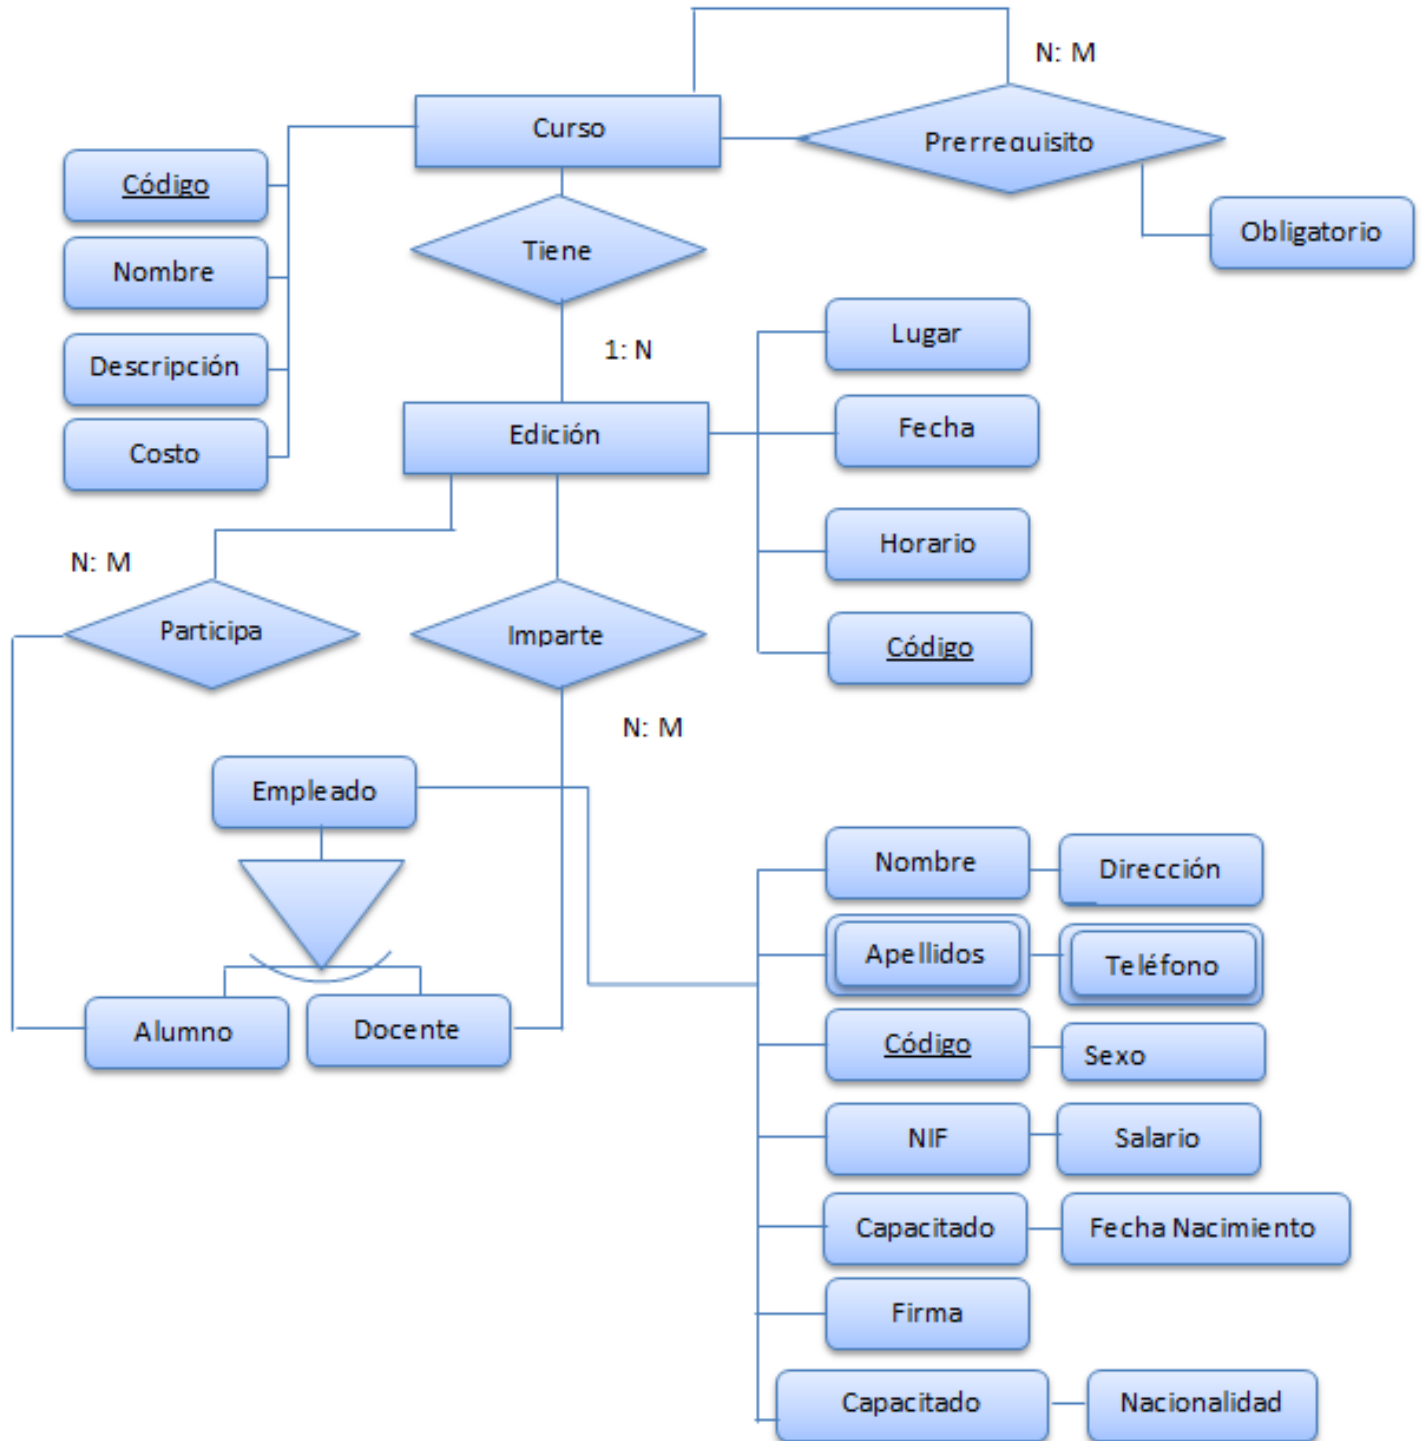 N: M
Curso
Prerrequisito
Código
Obligatorio
Tiene
Nombre
Lugar
1: N
Descripción
Fecha
Edición
Costo
Horario
N: M
Participa
Imparte
Código
N: M
Empleado
Nombre
Dirección
Apellidos
Teléfono
Alumno
Docente
Código
Sexo
NIF
Salario
Capacitado
Fecha Nacimiento
Firma
Capacitado
Nacionalidad